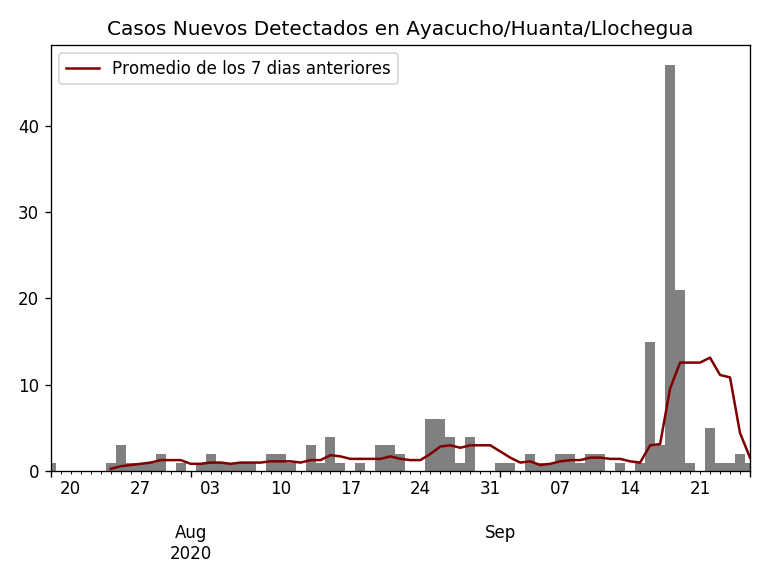 Casos Nuevos Detectados en Ayacucho/Huanta/Llochegua
Promedio de los 7 dias anteriores
40
30
20
10
0
20 27 03 10 17 24 31 07 14 21
Aug Sep
2020